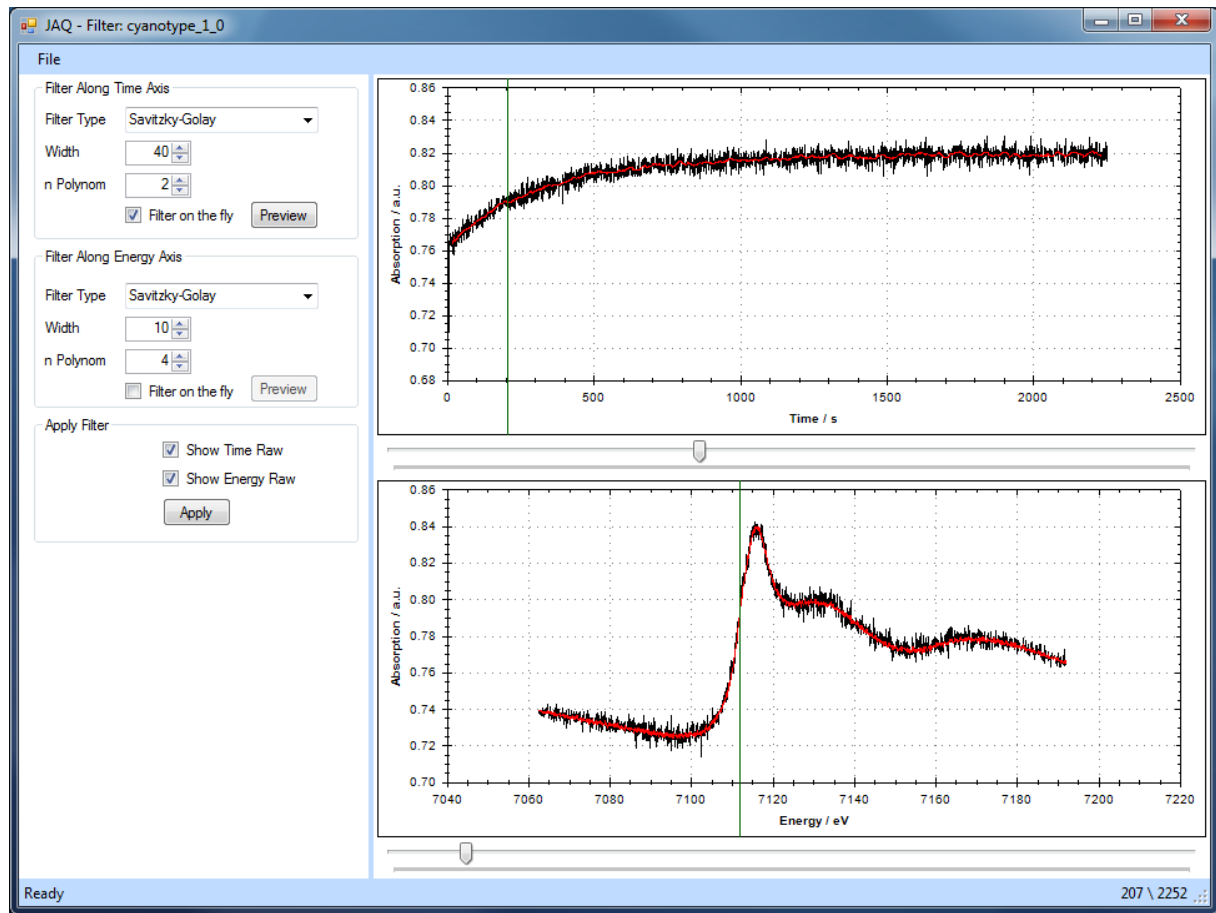 JAQ - Filter: cyanotype_1_0
File
Filter Along Time Axis
Filter Type Savitzky-Golay
Width 40
n Polynom 2
Filter on the fly Preview
Filter Along Energy Axis
Filter Type Savitzky-Golay
Width 10
n Polynom 4
Filter on the fly Preview
Apply Filter
Show Time Raw
Show Energy Raw
Apply
Absorption / a.u.
0.86
0.84
0.82
0.80
0.78
0.76
0.74
0.72
0.70
0.68
0 500 1000 1500 2000 2500
Time / s
Absorption / a.u.
0.86
0.84
0.82
0.80
0.78
0.76
0.74
0.72
0.70
7040 7060 7080 7100 7120 7140 7160 7180 7200 7220
Energy / eV
Ready 207 \ 2252